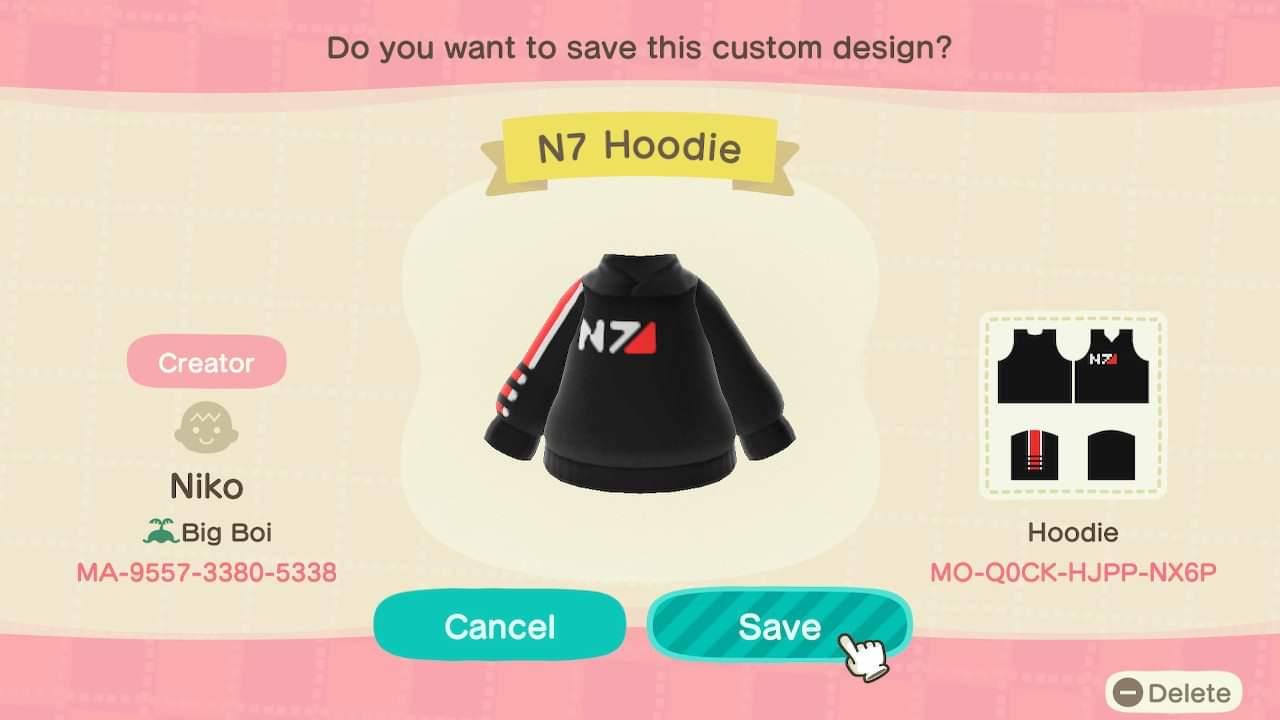 Do you want to save this custom design?
N7 Hoodie
N7
N7
Creator
Niko
Big Boi
MA-9557-3380-5338
Hoodie
MO-Q0CK-HJPP-NX6P
Cancel
Save
Delete